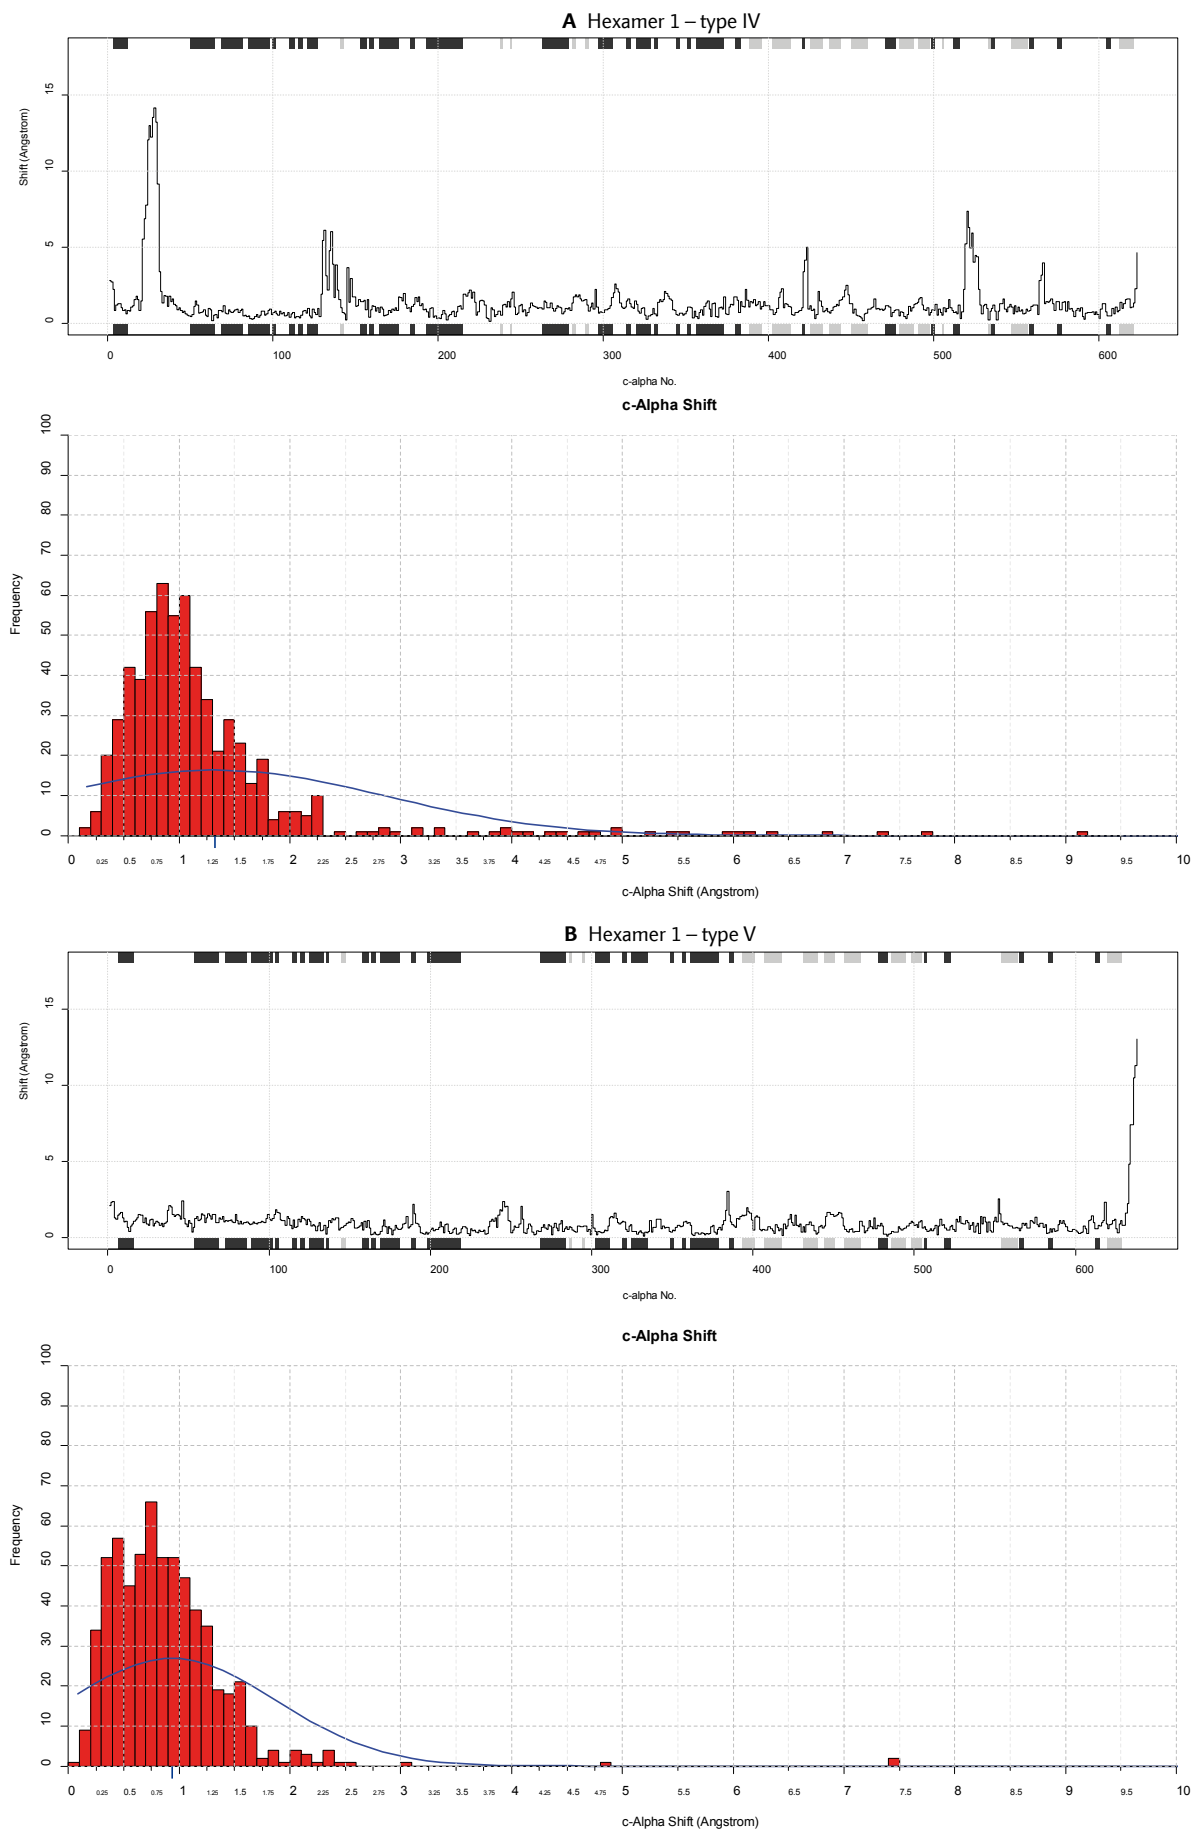 A Hexamer 1 – type IV
Shift (Angstrom)
15
10
5
0
0 100 200 300 400 500 600
c-alpha No.
c-Alpha Shift
Frequency
100
90
80
70
60
50
40
30
20
10
0
0 0.25 0.5 0.75 1 1.25 1.5 1.75 2 2.25 2.5 2.75 3 3.25 3.5 3.75 4 4.25 4.5 4.75 5 5.5 6 6.5 7 7.5 8 8.5 9 9.5 10
c-Alpha Shift (Angstrom)
B Hexamer 1 – type V
Shift (Angstrom)
15
10
5
0
0 100 200 300 400 500 600
c-alpha No.
c-Alpha Shift
Frequency
100
90
80
70
60
50
40
30
20
10
0
0 0.25 0.5 0.75 1 1.25 1.5 1.75 2 2.25 2.5 2.75 3 3.25 3.5 3.75 4 4.25 4.5 4.75 5 5.5 6 6.5 7 7.5 8 8.5 9 9.5 10
c-Alpha Shift (Angstrom)